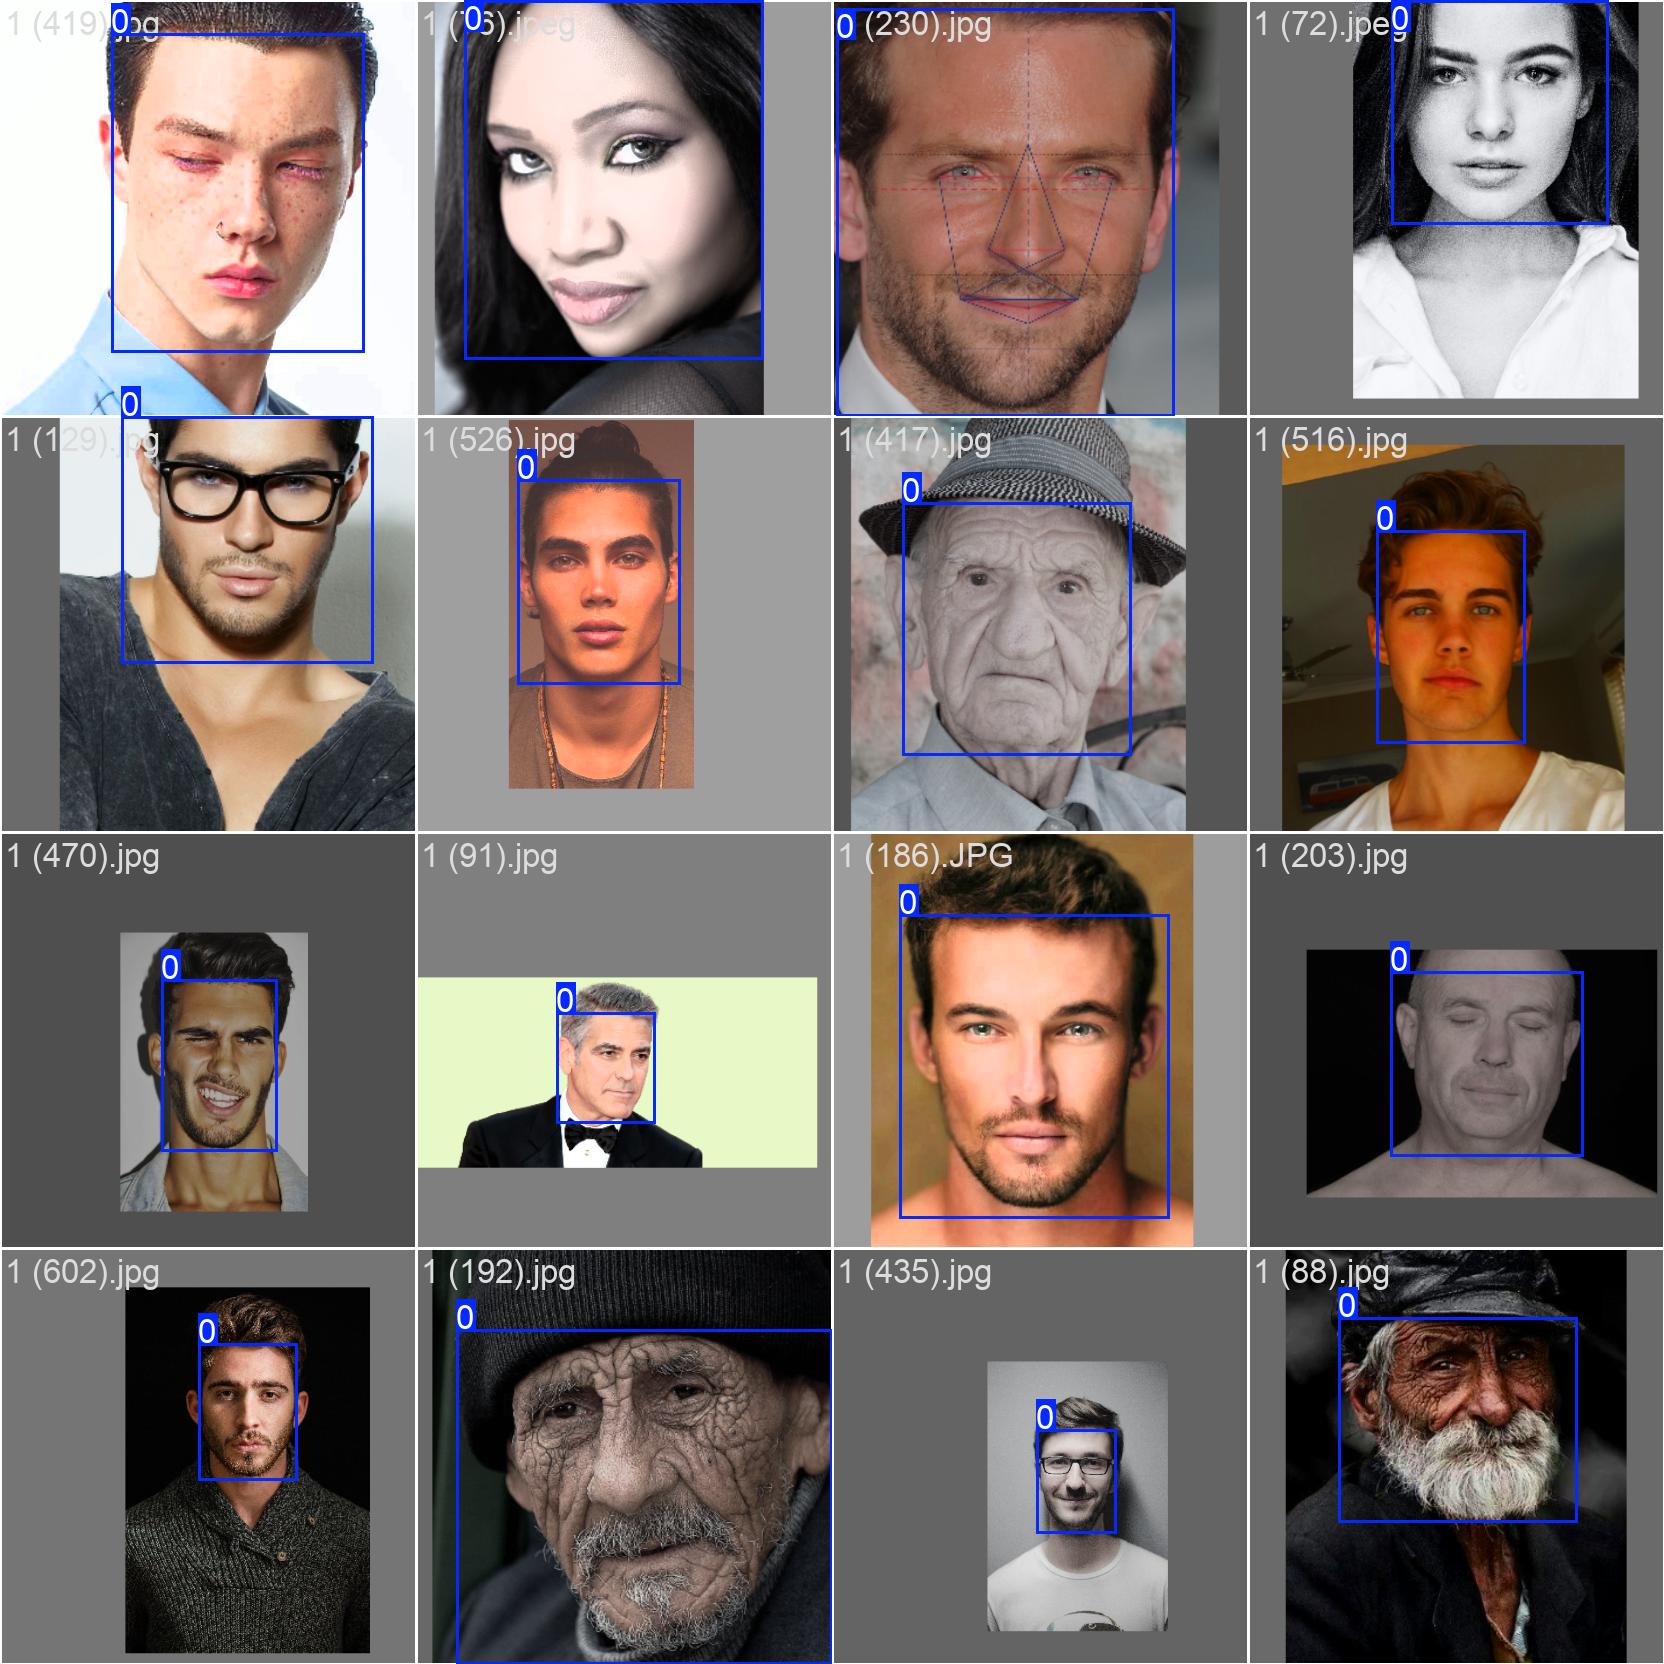 1 (419).jpg
0
1 (76).jpeg
0
1 (230).jpg
0
1 (72).jpeg
0
1 (129).jpg
0
1 (526).jpg
0
1 (417).jpg
0
1 (516).jpg
0
1 (470).jpg
0
1 (91).jpg
0
1 (186).JPG
0
1 (203).jpg
0
1 (602).jpg
0
1 (192).jpg
0
1 (435).jpg
0
1 (88).jpg
0